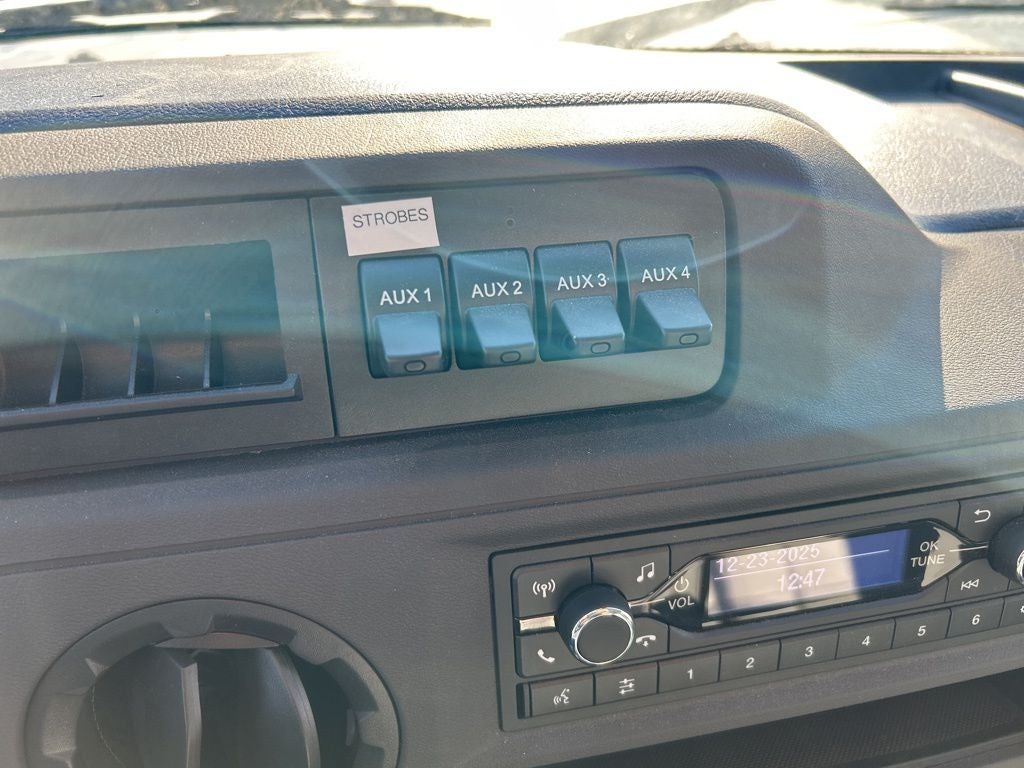 STROBES
AUX 1
AUX 2
AUX 3
AUX 4
12-23-2025
12:47
VOL
OK
TUNE
1
2
3
4
5
6